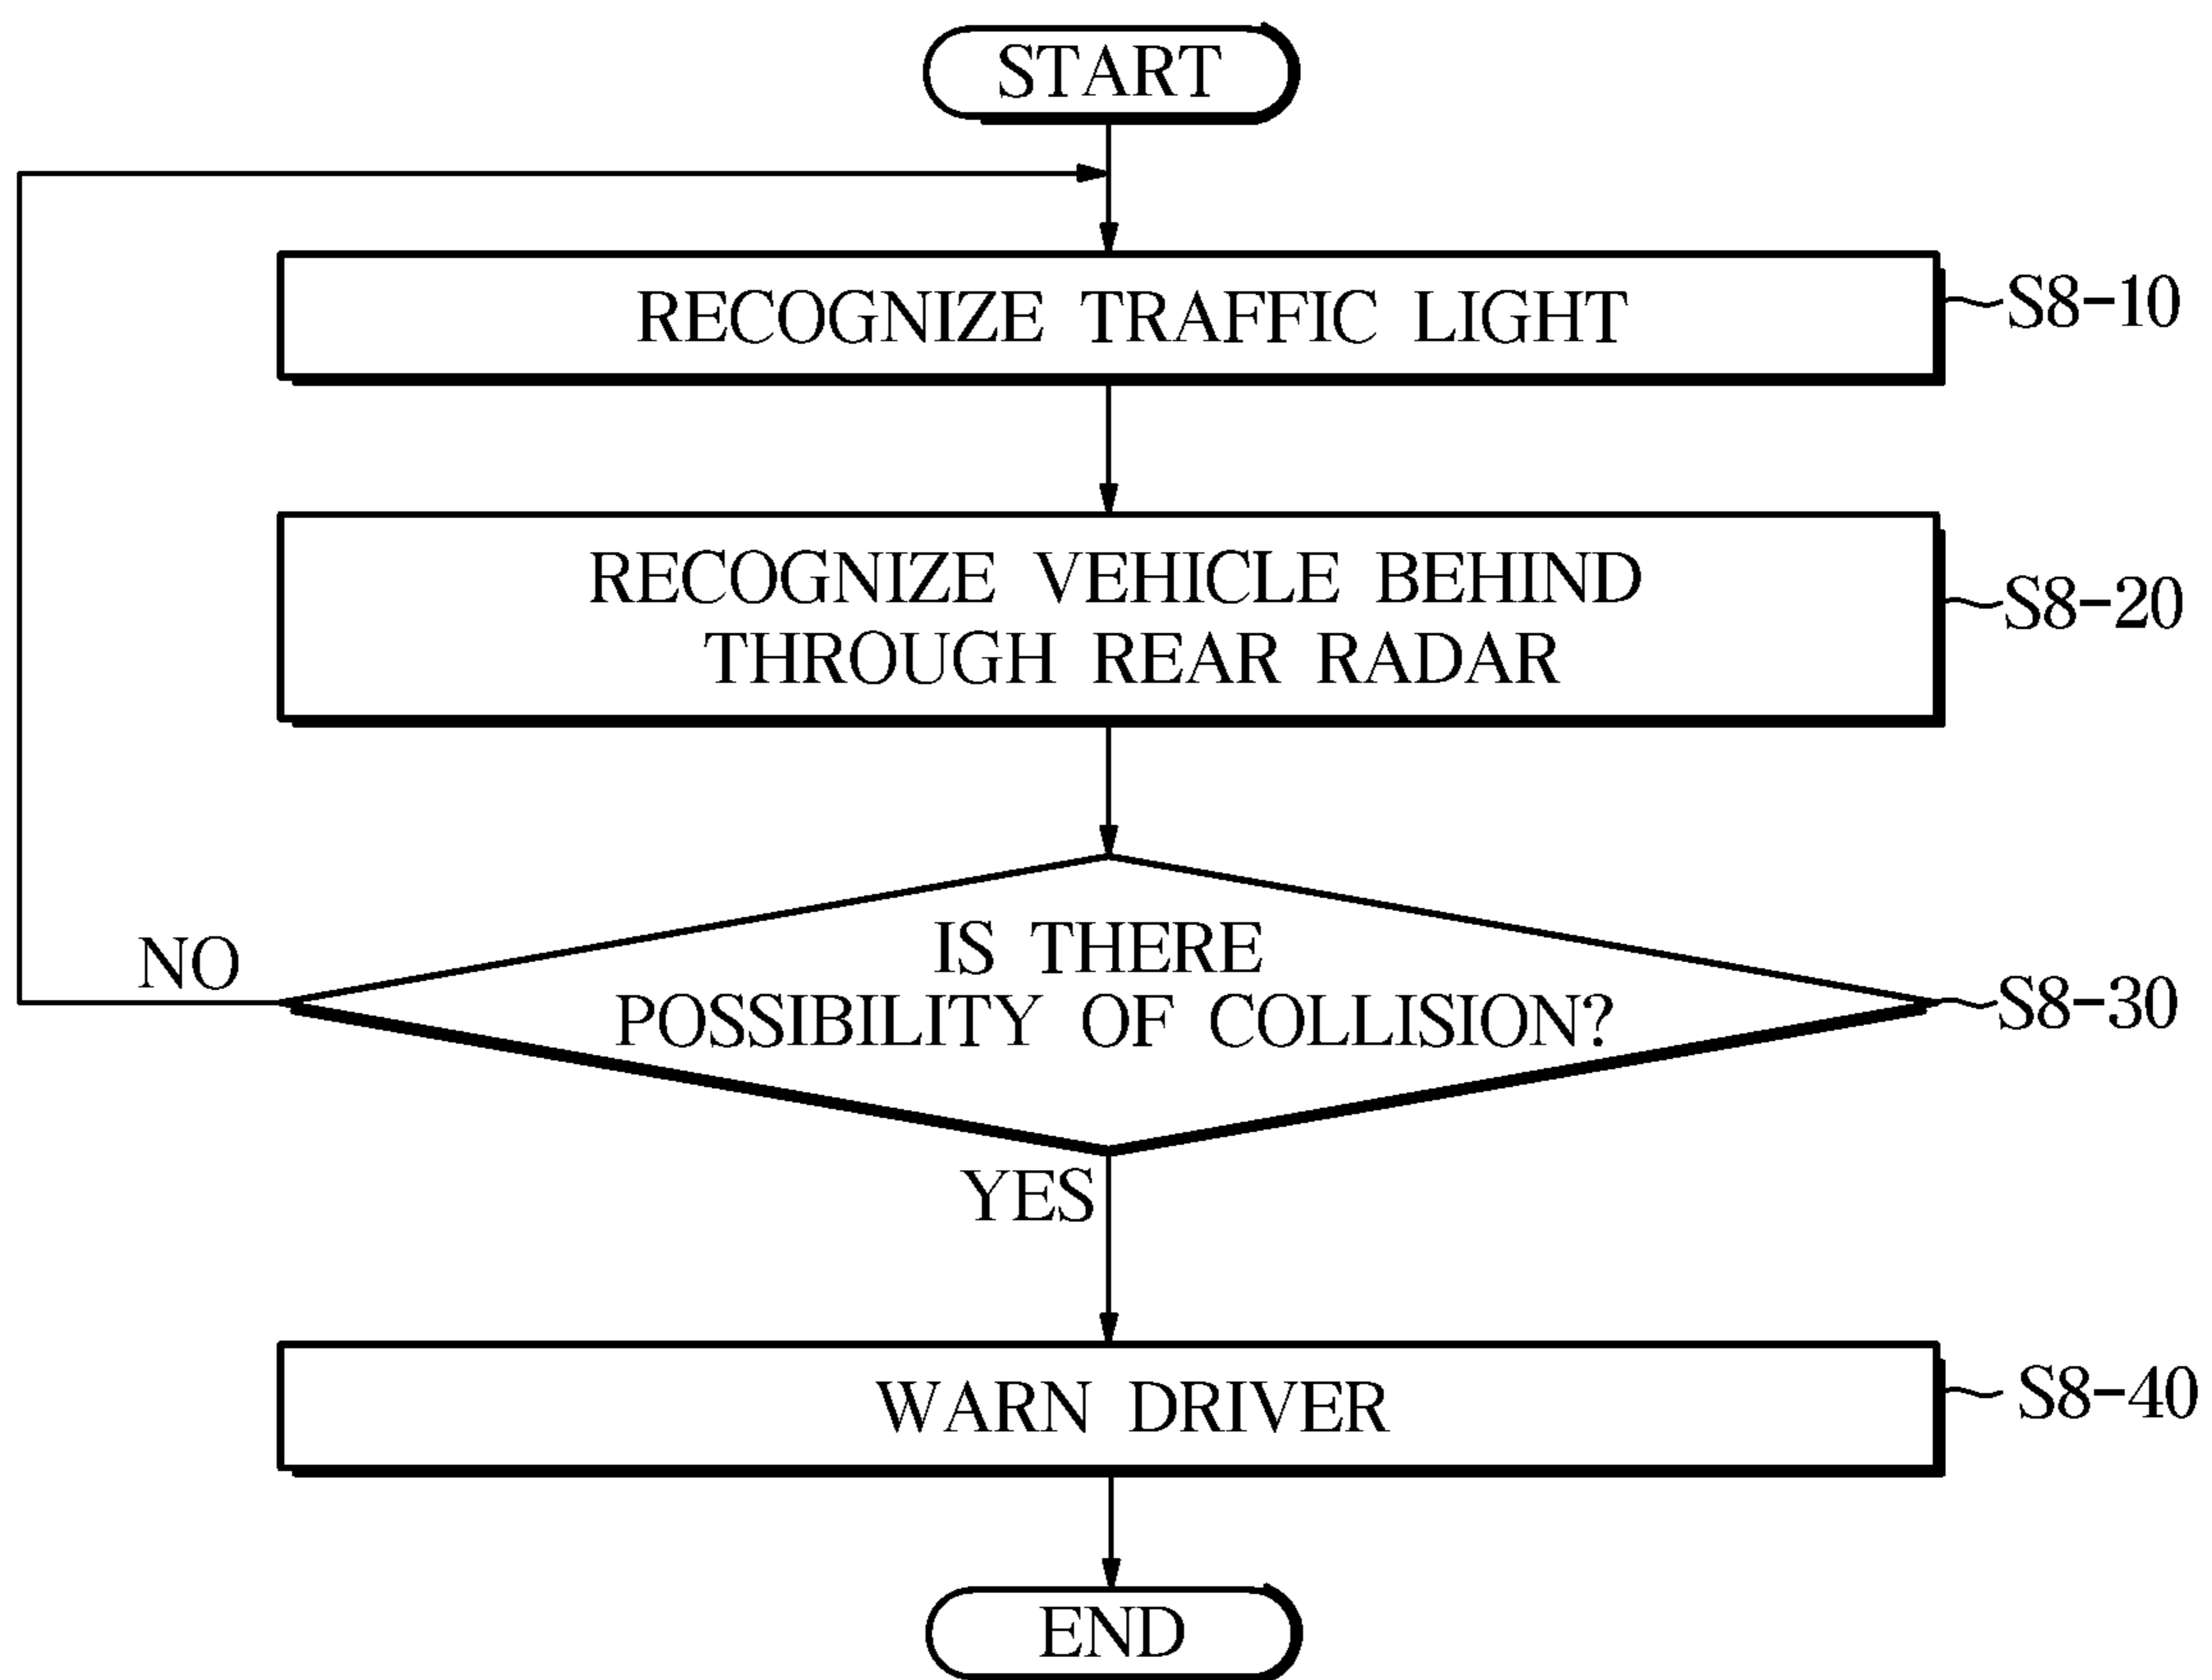 START
RECOGNIZE TRAFFIC LIGHT
S8-10
RECOGNIZE VEHICLE BEHIND
THROUGH REAR RADAR
S8-20
IS THERE
POSSIBILITY OF COLLISION?
S8-30
NO
YES
WARN DRIVER
S8-40
END